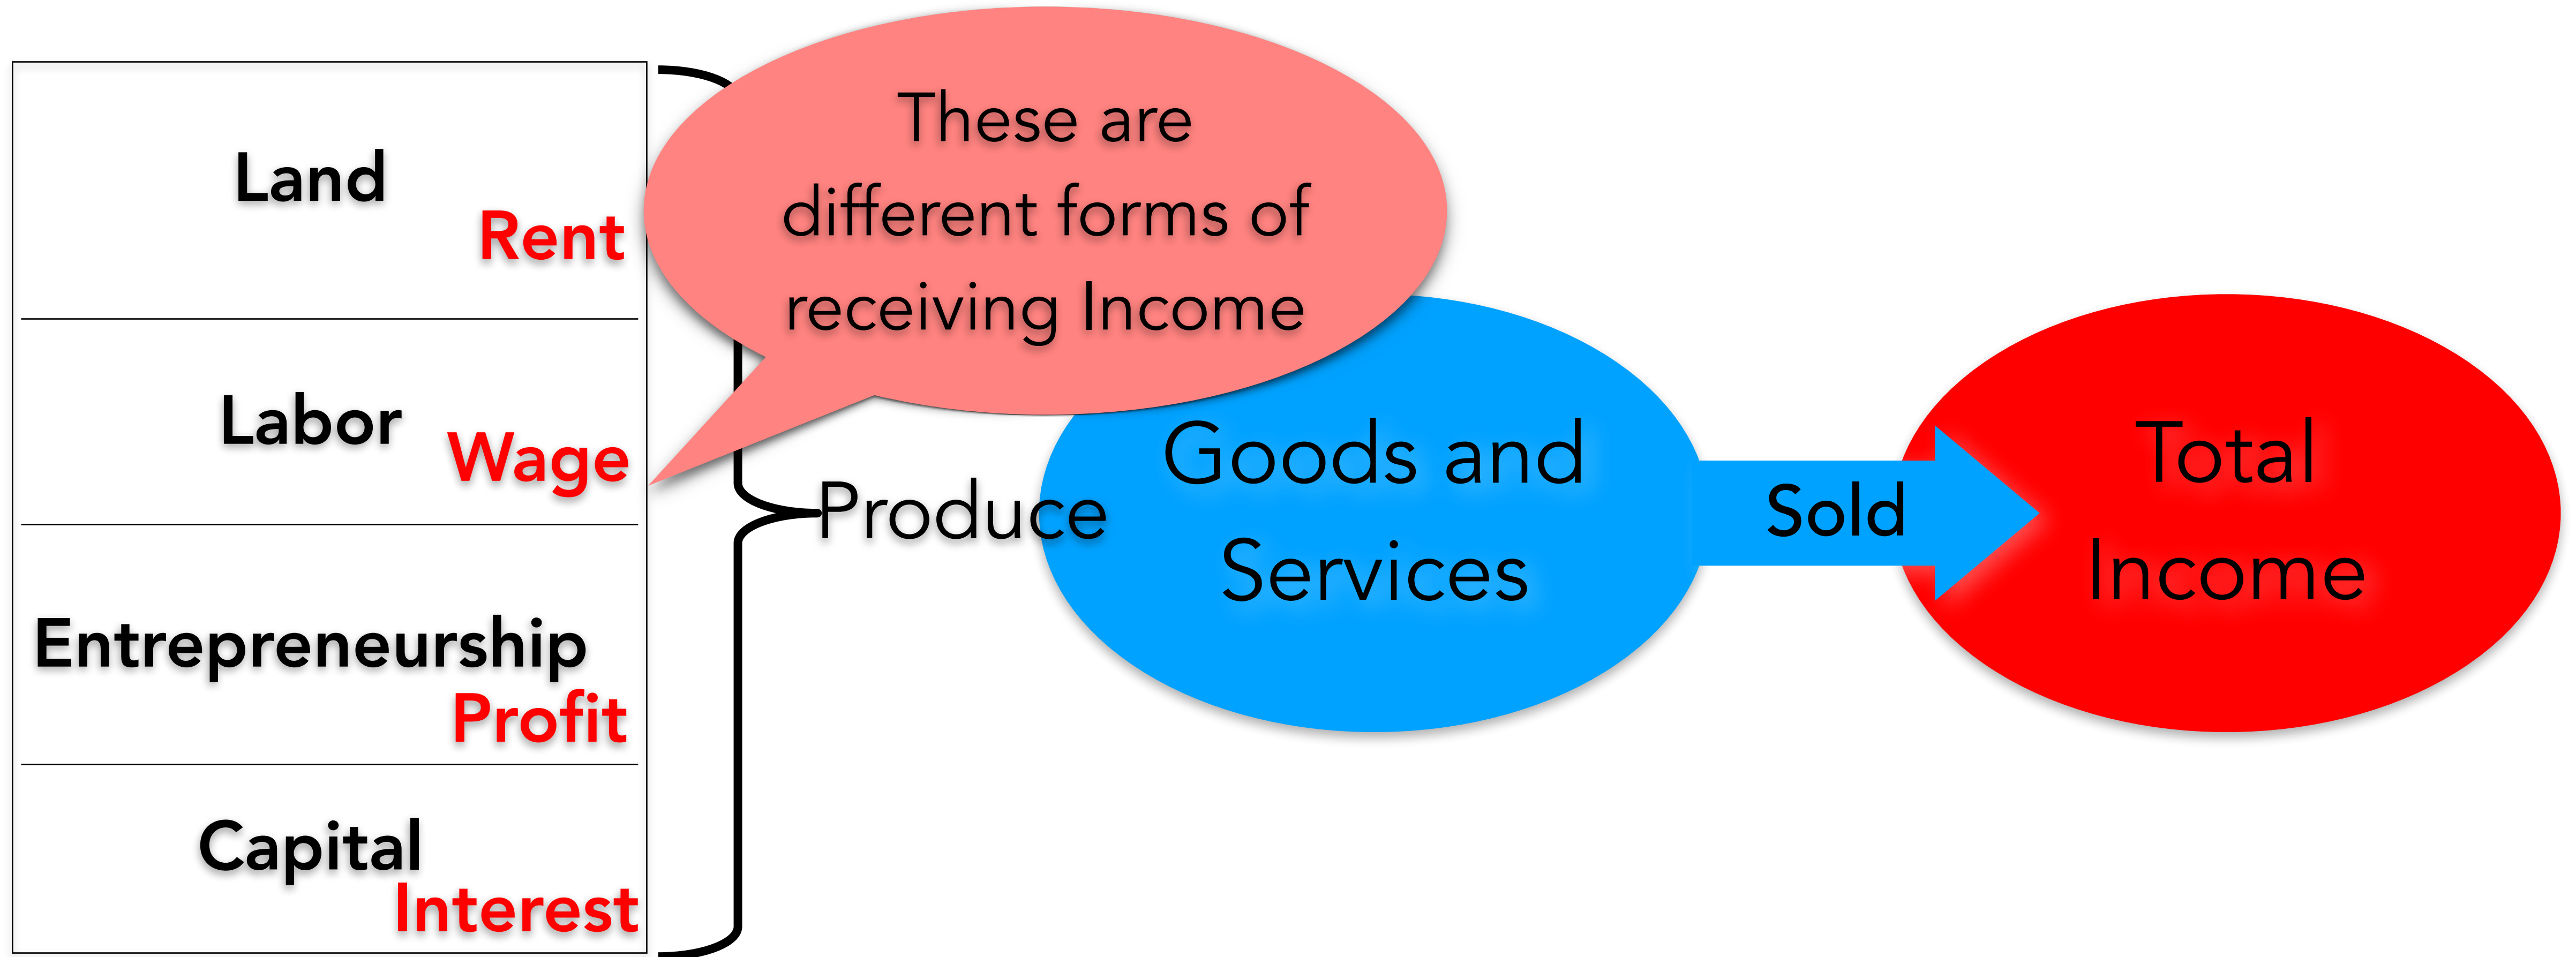 Land
Rent
Labor
Wage
Entrepreneurship
Profit
Capital
Interest
These are
different forms of
receiving Income
Produce
Goods and
Services
Sold
Total
Income